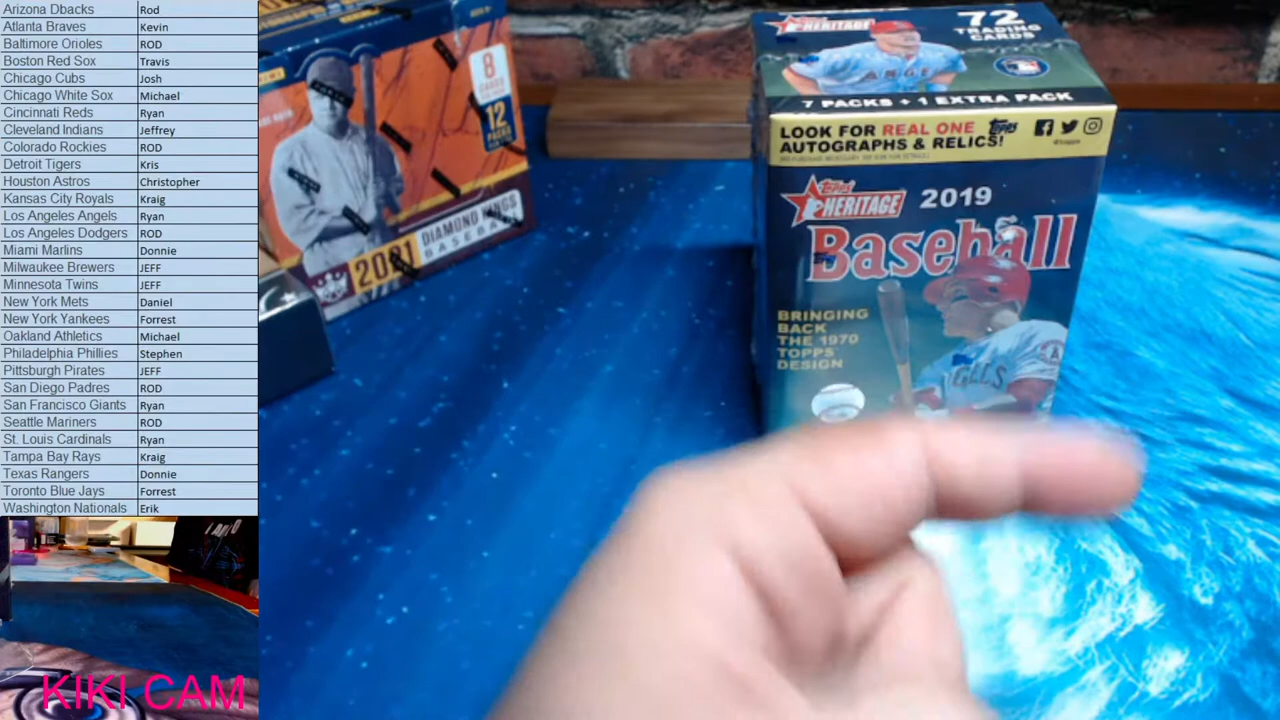 Arizona Dbacks Rod
Atlanta Braves Kevin
Baltimore Orioles ROD
Boston Red Sox Travis
Chicago Cubs Josh
Chicago White Sox Michael
Cincinnati Reds Ryan
Cleveland Indians Jeffrey
Colorado Rockies ROD
Detroit Tigers Kris
Houston Astros Christopher
Kansas City Royals Kraig
Los Angeles Angels Ryan
Los Angeles Dodgers ROD
Miami Marlins Donnie
Milwaukee Brewers JEFF
Minnesota Twins JEFF
New York Mets Daniel
New York Yankees Forrest
Oakland Athletics Michael
Philadelphia Phillies Stephen
Pittsburgh Pirates JEFF
San Diego Padres ROD
San Francisco Giants Ryan
Seattle Mariners ROD
St. Louis Cardinals Ryan
Tampa Bay Rays Kraig
Texas Rangers Donnie
Toronto Blue Jays Forrest
Washington Nationals Erik
KIKI CAM
8
CARDS
12
PACKS
2021 DIAMOND KINGS
BASEBALL
HERITAGE
72
TRADING
CARDS
ANGE
7 PACKS + 1 EXTRA PACK
LOOK FOR REAL ONE
AUTOGRAPHS & RELICS!
Topps
Topps
HERITAGE
2019
Baseball
BRINGING
BACK
THE 1970
TOPPS
DESIGN
GELS